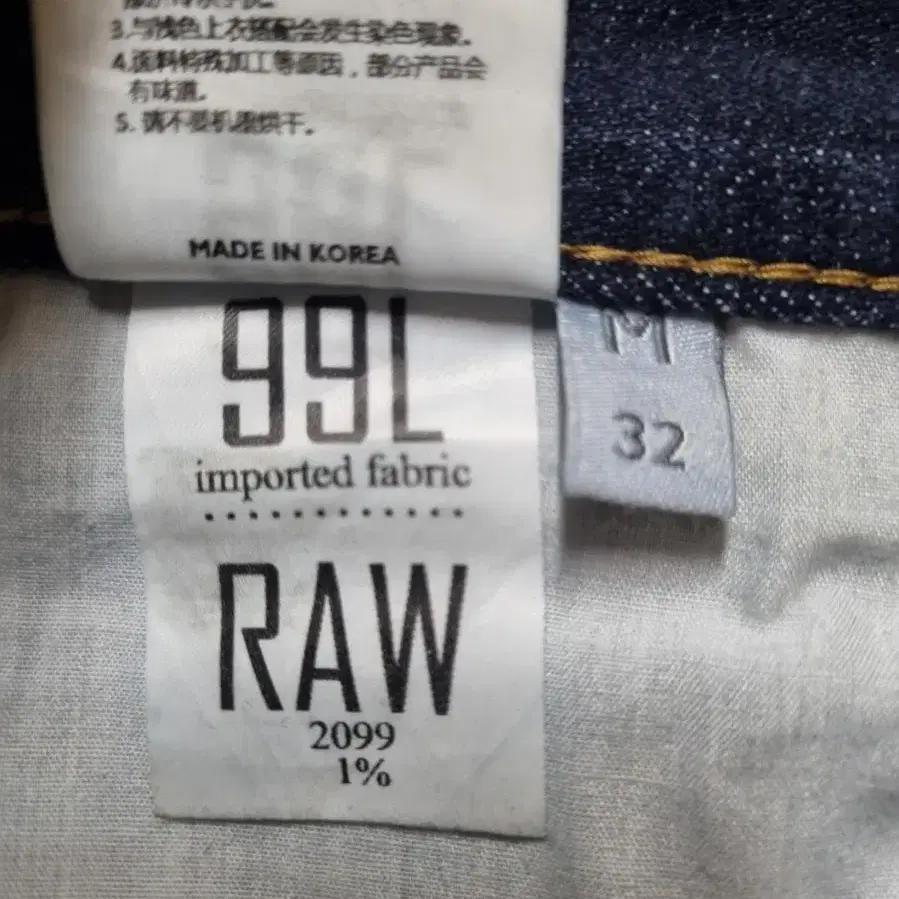 3.与浅色上衣搭配会发生染色现象。
4.面料特殊加工等原因，部分产品会
有味道。
5. 请不要机器烘干。
MADE IN KOREA
99L
imported fabric
............
RAW
2099
1%
M
32